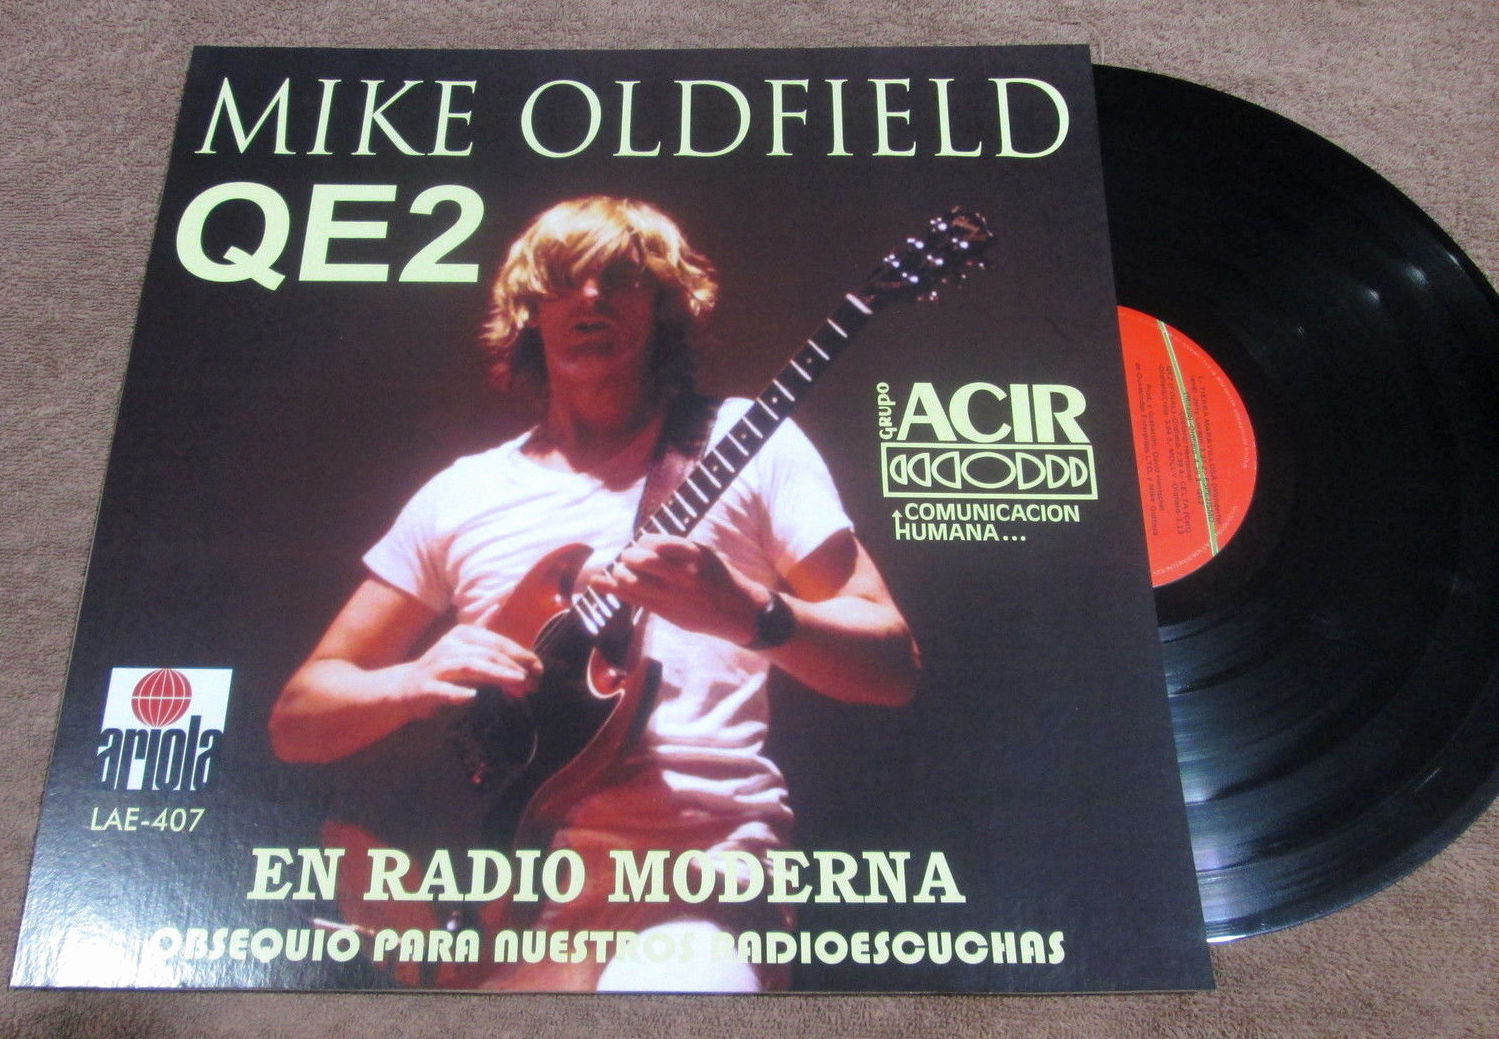 MIKE OLDFIELD
QE2
GRUPO
ACIR
COMUNICACION
HUMANA...
ariola
LAE-407
EN RADIO MODERNA
OBSEQUIO PARA NUESTROS RADIOESCUCHAS